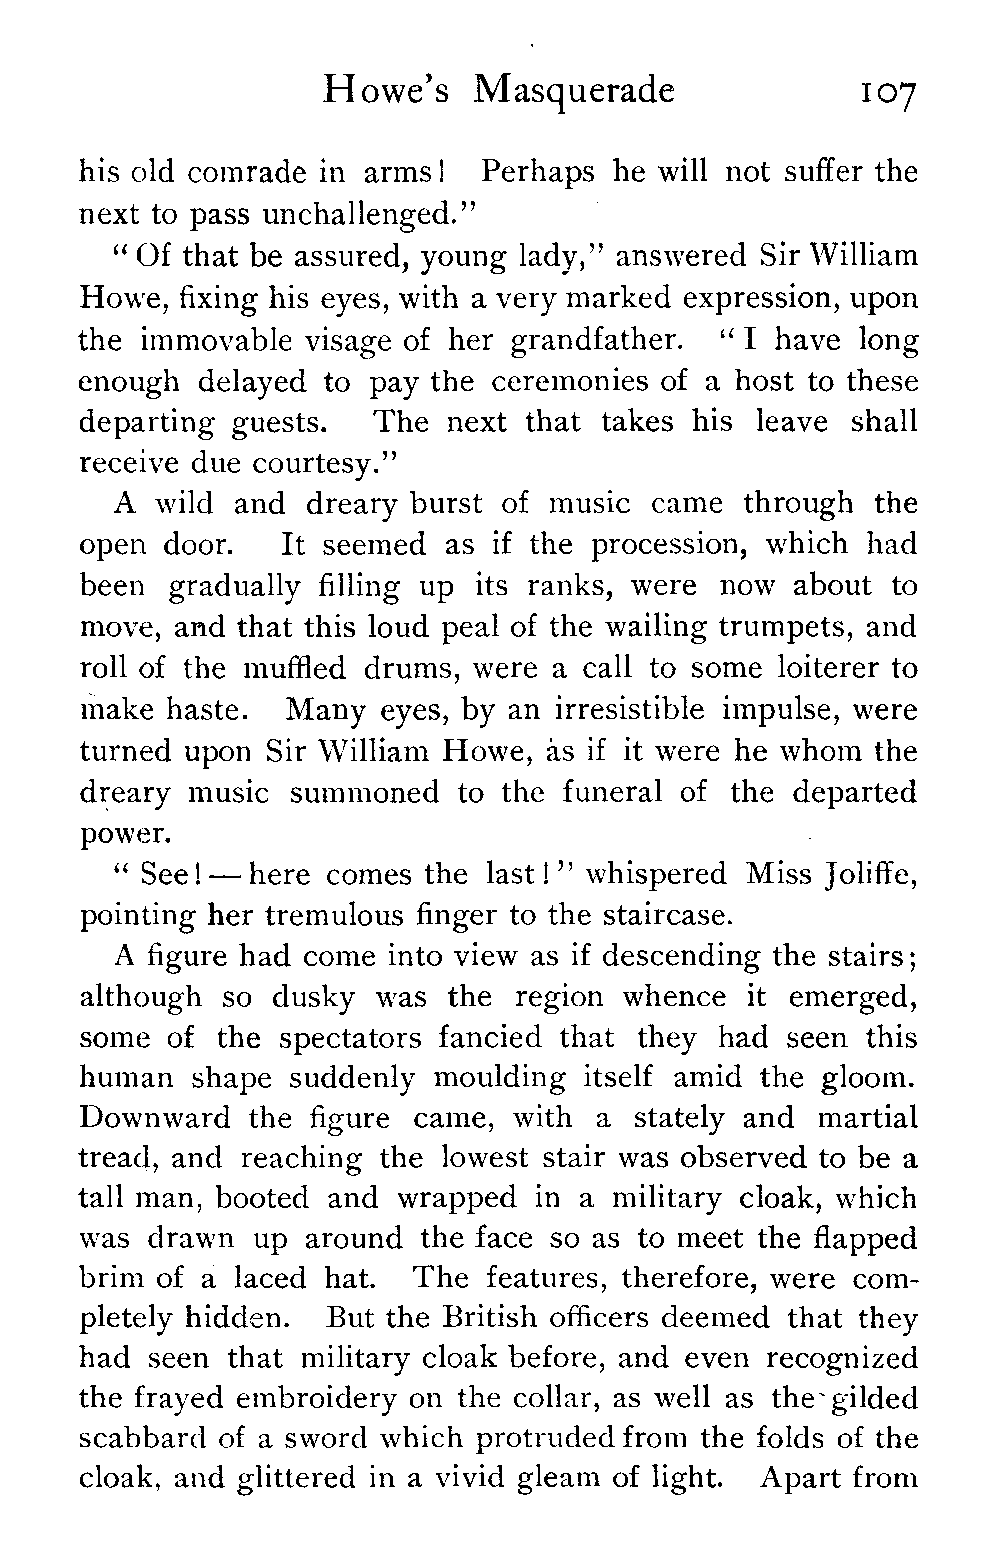 Howe's Masquerade 107
his old comrade in arms! Perhaps he will not suffer the
next to pass unchallenged."
"Of that be assured, young lady," answered Sir William
Howe, fixing his eyes, with a very marked expression, upon
the immovable visage of her grandfather. "I have long
enough delayed to pay the ceremonies of a host to these
departing guests. The next that takes his leave shall
receive due courtesy."
A wild and dreary burst of music came through the
open door. It seemed as if the procession, which had
been gradually filling up its ranks, were now about to
move, and that this loud peal of the wailing trumpets, and
roll of the muffled drums, were a call to some loiterer to
make haste. Many eyes, by an irresistible impulse, were
turned upon Sir William Howe, as if it were he whom the
dreary music summoned to the funeral of the departed
power.
"See!—here comes the last!" whispered Miss Joliffe,
pointing her tremulous finger to the staircase.
A figure had come into view as if descending the stairs;
although so dusky was the region whence it emerged,
some of the spectators fancied that they had seen this
human shape suddenly moulding itself amid the gloom.
Downward the figure came, with a stately and martial
tread, and reaching the lowest stair was observed to be a
tall man, booted and wrapped in a military cloak, which
was drawn up around the face so as to meet the flapped
brim of a laced hat. The features, therefore, were com-
pletely hidden. But the British officers deemed that they
had seen that military cloak before, and even recognized
the frayed embroidery on the collar, as well as the gilded
scabbard of a sword which protruded from the folds of the
cloak, and glittered in a vivid gleam of light. Apart from